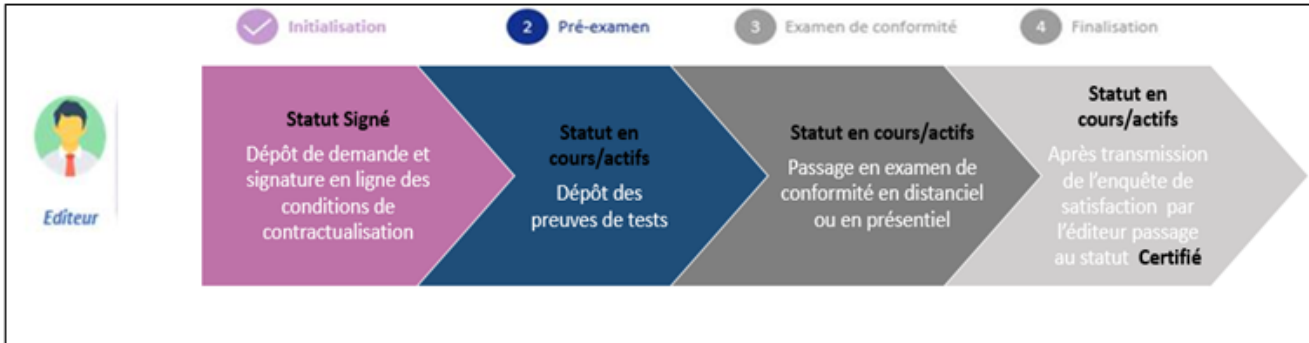 Initialisation
2 Pré-examen
3 Examen de conformité
4 Finalisation
Editeur
Statut Signé
Dépôt de demande et
signature en ligne des
conditions de
contractualisation
Statut en
cours/actifs
Dépôt des
preuves de tests
Statut en cours/actifs
Passage en examen de
conformité en distanciel
ou en présentiel
Statut en
cours/actifs
Après transmission
de l'enquête de
satisfaction par
l'éditeur passage
au statut Certifié